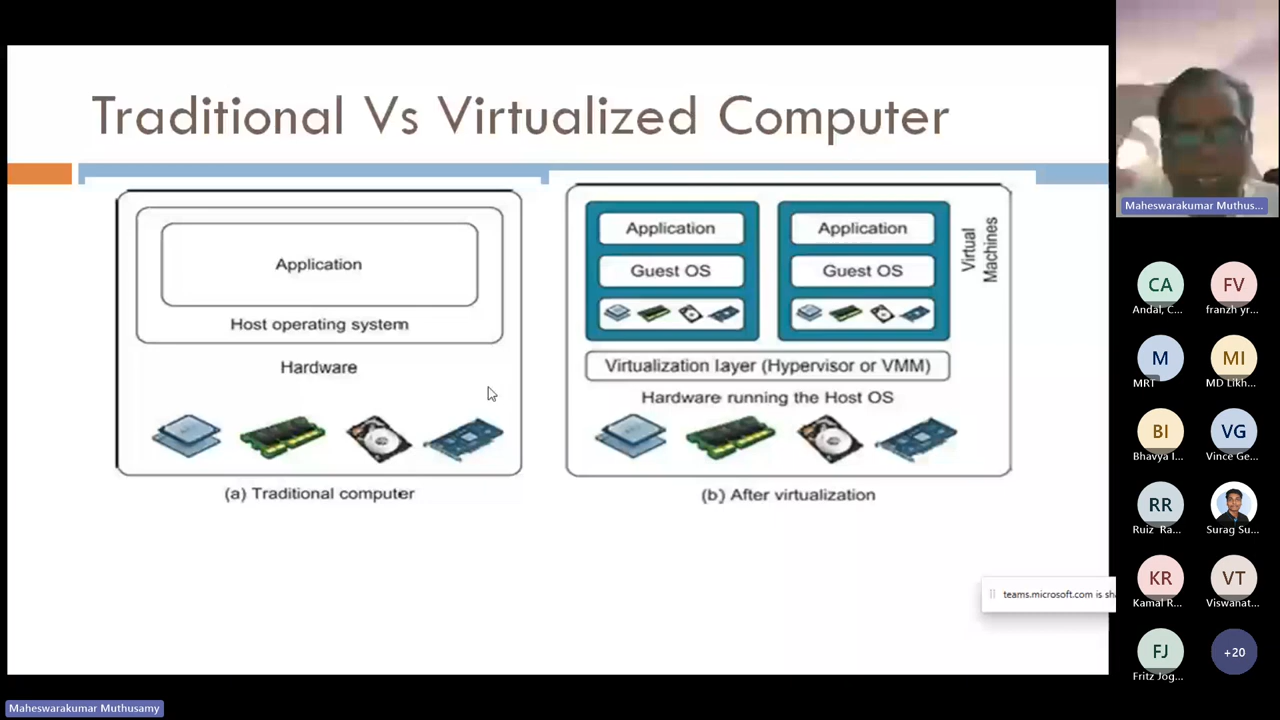 Traditional Vs Virtualized Computer
Application
Host operating system
Hardware
(a) Traditional computer
Application
Guest OS
Application
Guest OS
Virtual
Machines
Virtualization layer (Hypervisor or VMM)
Hardware running the Host OS
(b) After virtualization
teams.microsoft.com is sh
Maheswarakumar Muthus...
CA
Andal, C...
FV
franzh yr...
M
MRT
MI
MD Likh...
BI
Bhavya I...
VG
Vince Ge...
RR
Ruiz Ra...
Surag Su...
KR
Kamal R...
VT
Viswanat...
FJ
Fritz Jog...
+20
Maheswarakumar Muthusamy